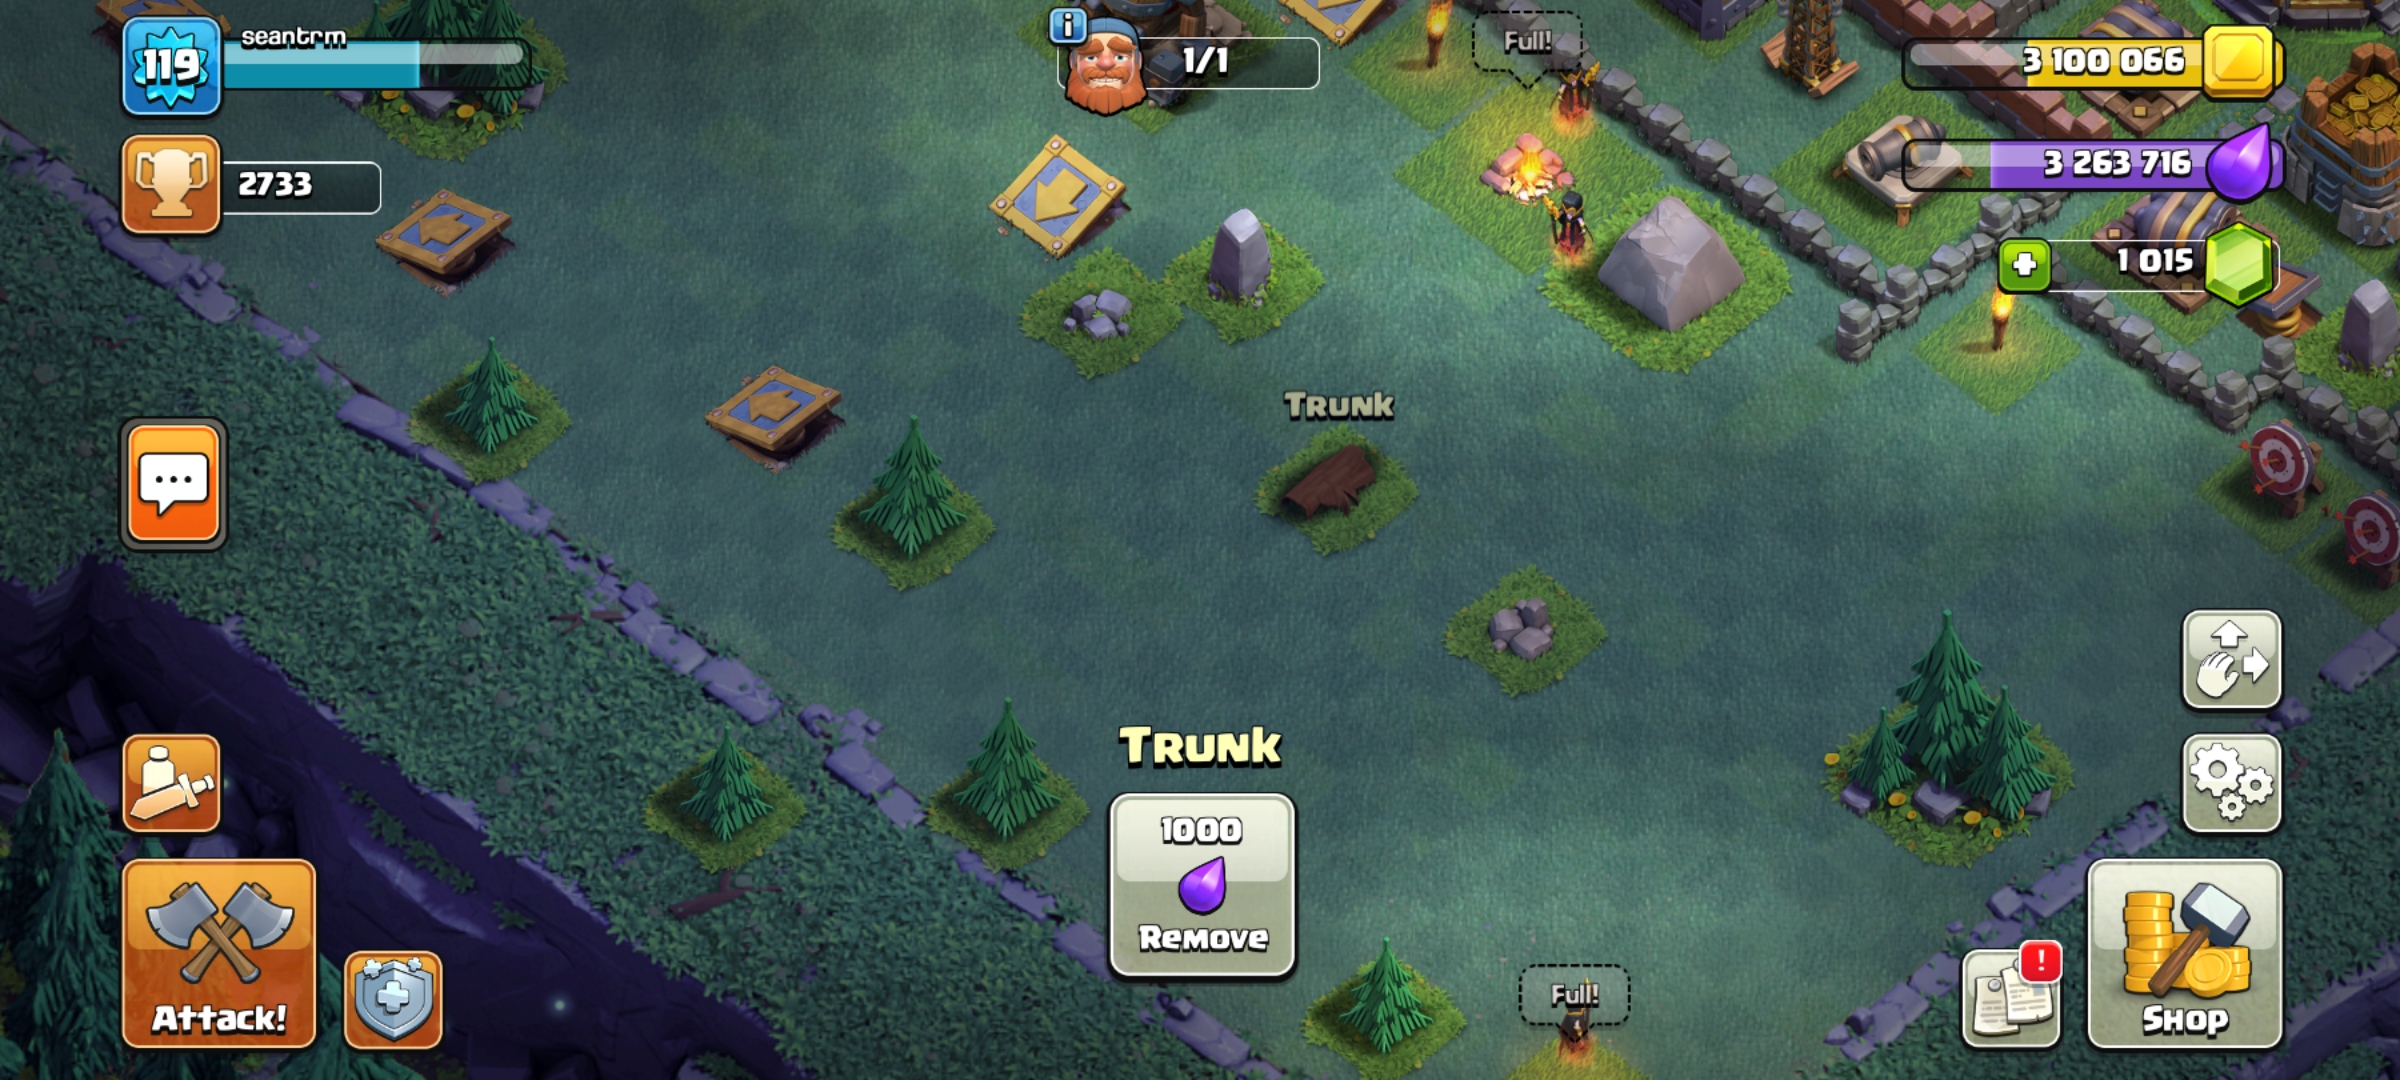 119
seantrm
2733
i
1/1
Full!
3 100 066
3 263 716
1 015
Trunk
Trunk
1000
Remove
Attack!
Full!
!
Shop